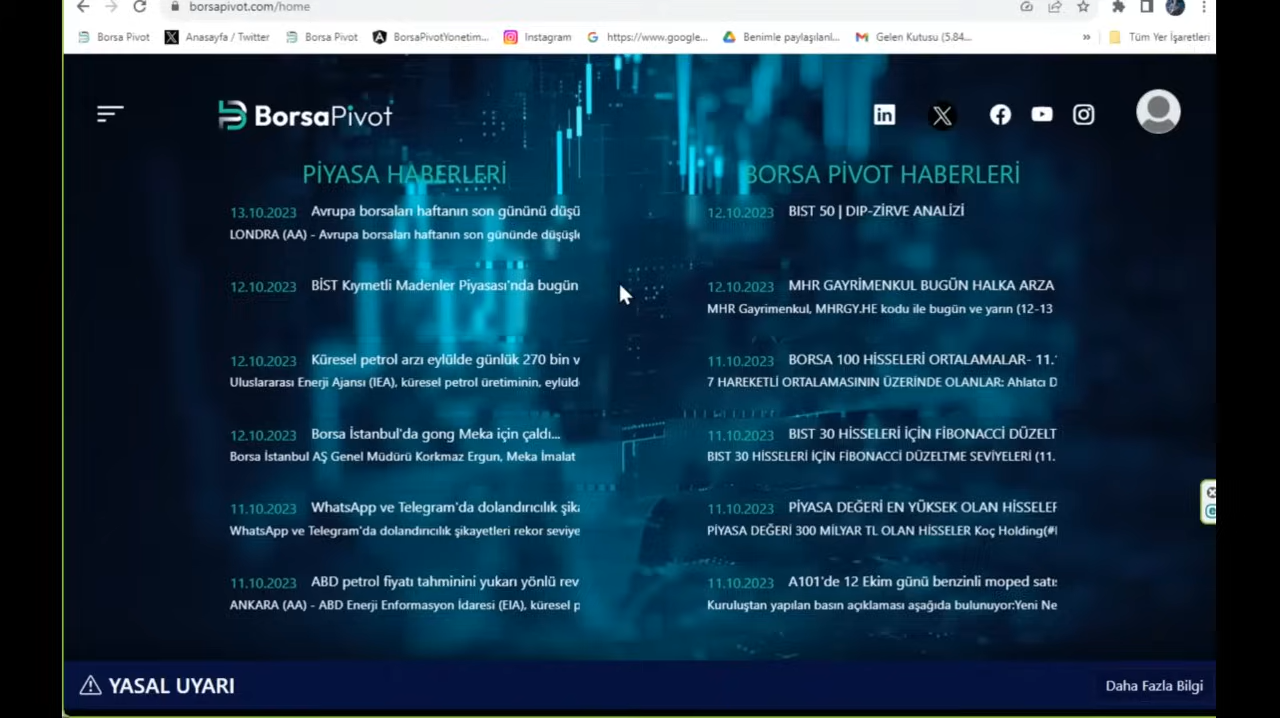 borsapivot.com/home
Borsa Pivot
Anasayfa / Twitter
Borsa Pivot
BorsaPivotYonetim...
Instagram
https://www.google...
Benimle paylaşılanl...
Gelen Kutusu (5.84...
»
Tüm Yer İşaretleri
BorsaPivot
PİYASA HABERLERİ
13.10.2023 Avrupa borsaları haftanın son gününü düşü
LONDRA (AA) - Avrupa borsaları haftanın son gününde düşüşle
12.10.2023 BİST Kıymetli Madenler Piyasası'nda bugün
12.10.2023 Küresel petrol arzı eylülde günlük 270 bin v
Uluslararası Enerji Ajansı (IEA), küresel petrol üretiminin, eylüld
12.10.2023 Borsa İstanbul'da gong Meka için çaldı...
Borsa İstanbul AŞ Genel Müdürü Korkmaz Ergun, Meka İmalat
11.10.2023 WhatsApp ve Telegram'da dolandırıcılık şika
WhatsApp ve Telegram'da dolandırıcılık şikayetleri rekor seviye
11.10.2023 ABD petrol fiyatı tahminini yukarı yönlü rev
ANKARA (AA) - ABD Enerji Enformasyon İdaresi (EIA), küresel p
BORSA PİVOT HABERLERİ
12.10.2023 BIST 50 | DIP-ZİRVE ANALİZİ
12.10.2023 MHR GAYRİMENKUL BUGÜN HALKA ARZA
MHR Gayrimenkul, MHRGY.HE kodu ile bugün ve yarın (12-13
11.10.2023 BORSA 100 HİSSELERİ ORTALAMALAR- 11.
7 HAREKETLİ ORTALAMASININ ÜZERİNDE OLANLAR: Ahlatcı D
11.10.2023 BIST 30 HİSSELERİ İÇİN FİBONACCİ DÜZELT
BIST 30 HİSSELERİ İÇİN FİBONACCİ DÜZELTME SEVİYELERİ (11.
11.10.2023 PİYASA DEĞERİ EN YÜKSEK OLAN HİSSELER
PİYASA DEĞERİ 300 MİLYAR TL OLAN HİSSELER Koç Holding(#
11.10.2023 A101'de 12 Ekim günü benzinli moped satış
Kuruluştan yapılan basın açıklaması aşağıda bulunuyor:Yeni Ne
YASAL UYARI
Daha Fazla Bilgi